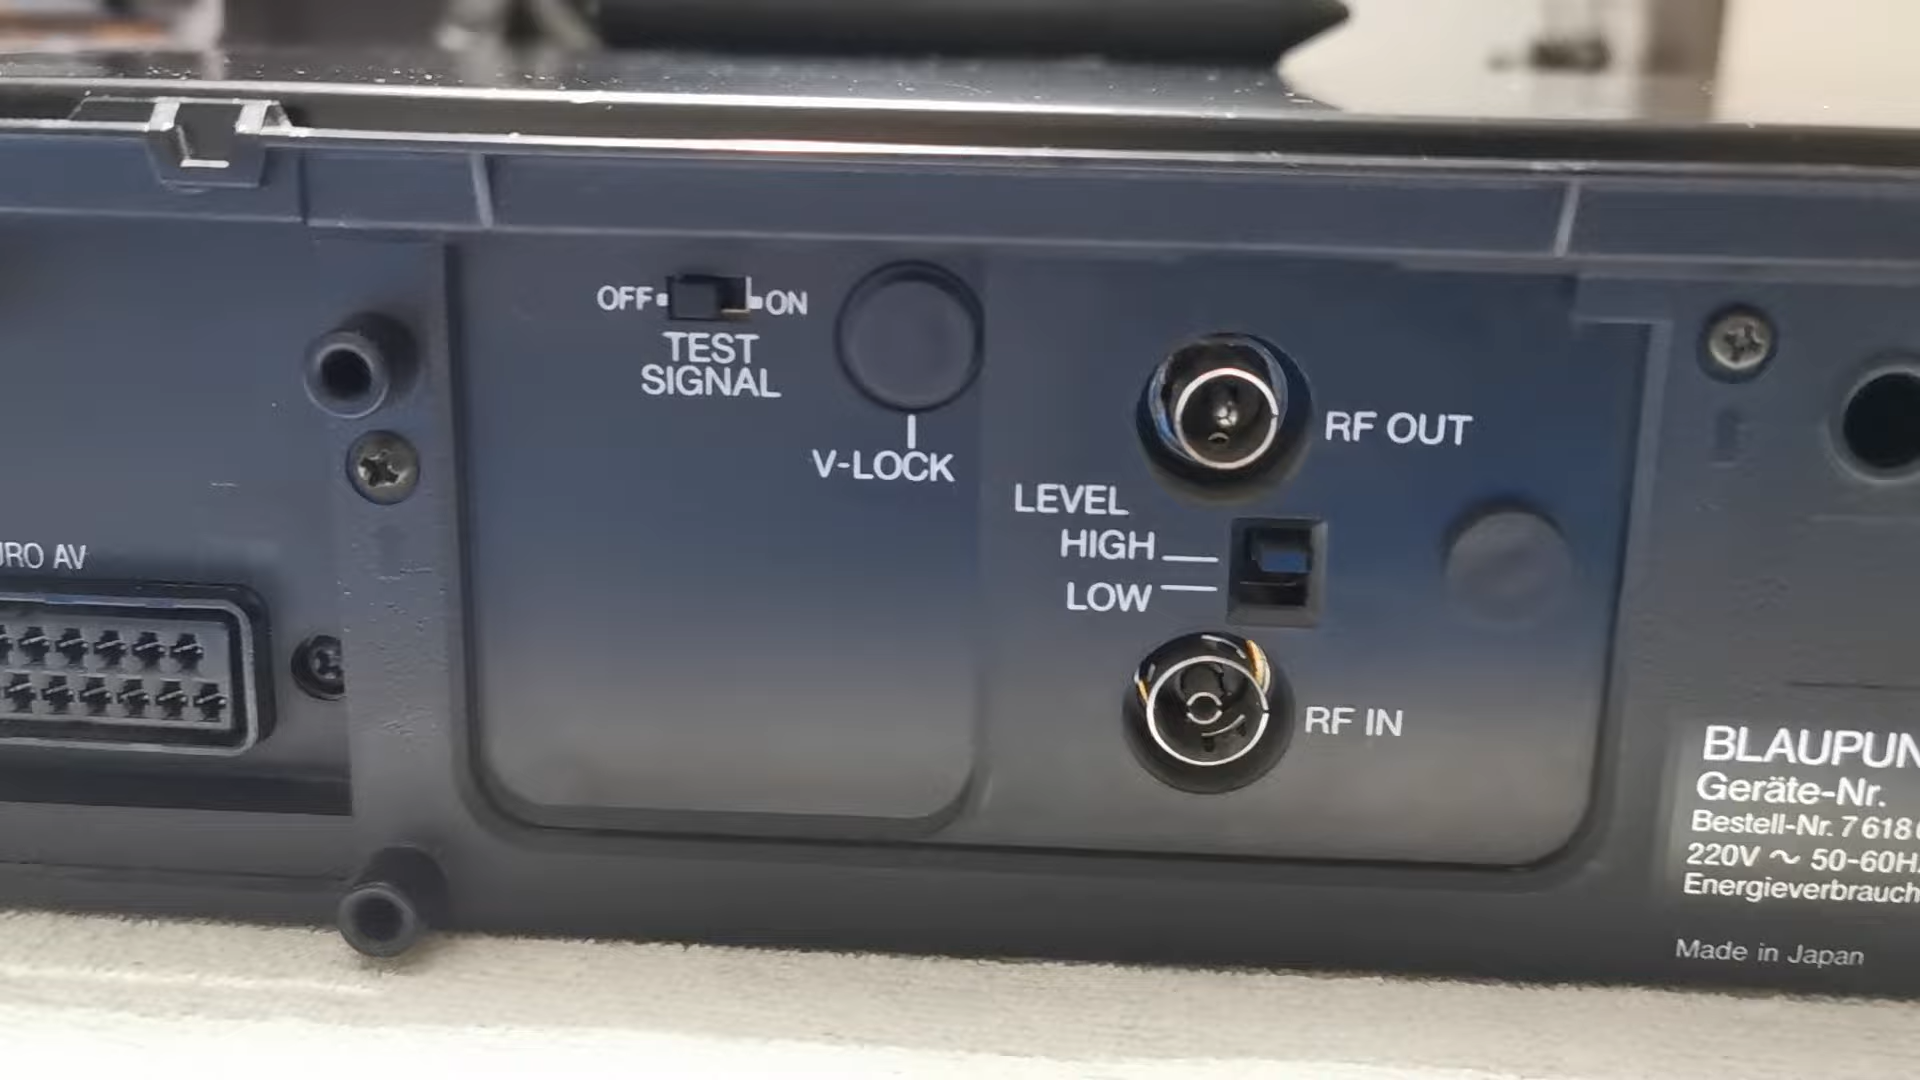 OFF ON
TEST
SIGNAL
V-LOCK
RF OUT
LEVEL
HIGH
LOW
RF IN
URO AV
BLAUPUN
Geräte-Nr.
Bestell-Nr. 7 618
220V ~ 50-60H
Energieverbrauch
Made in Japan